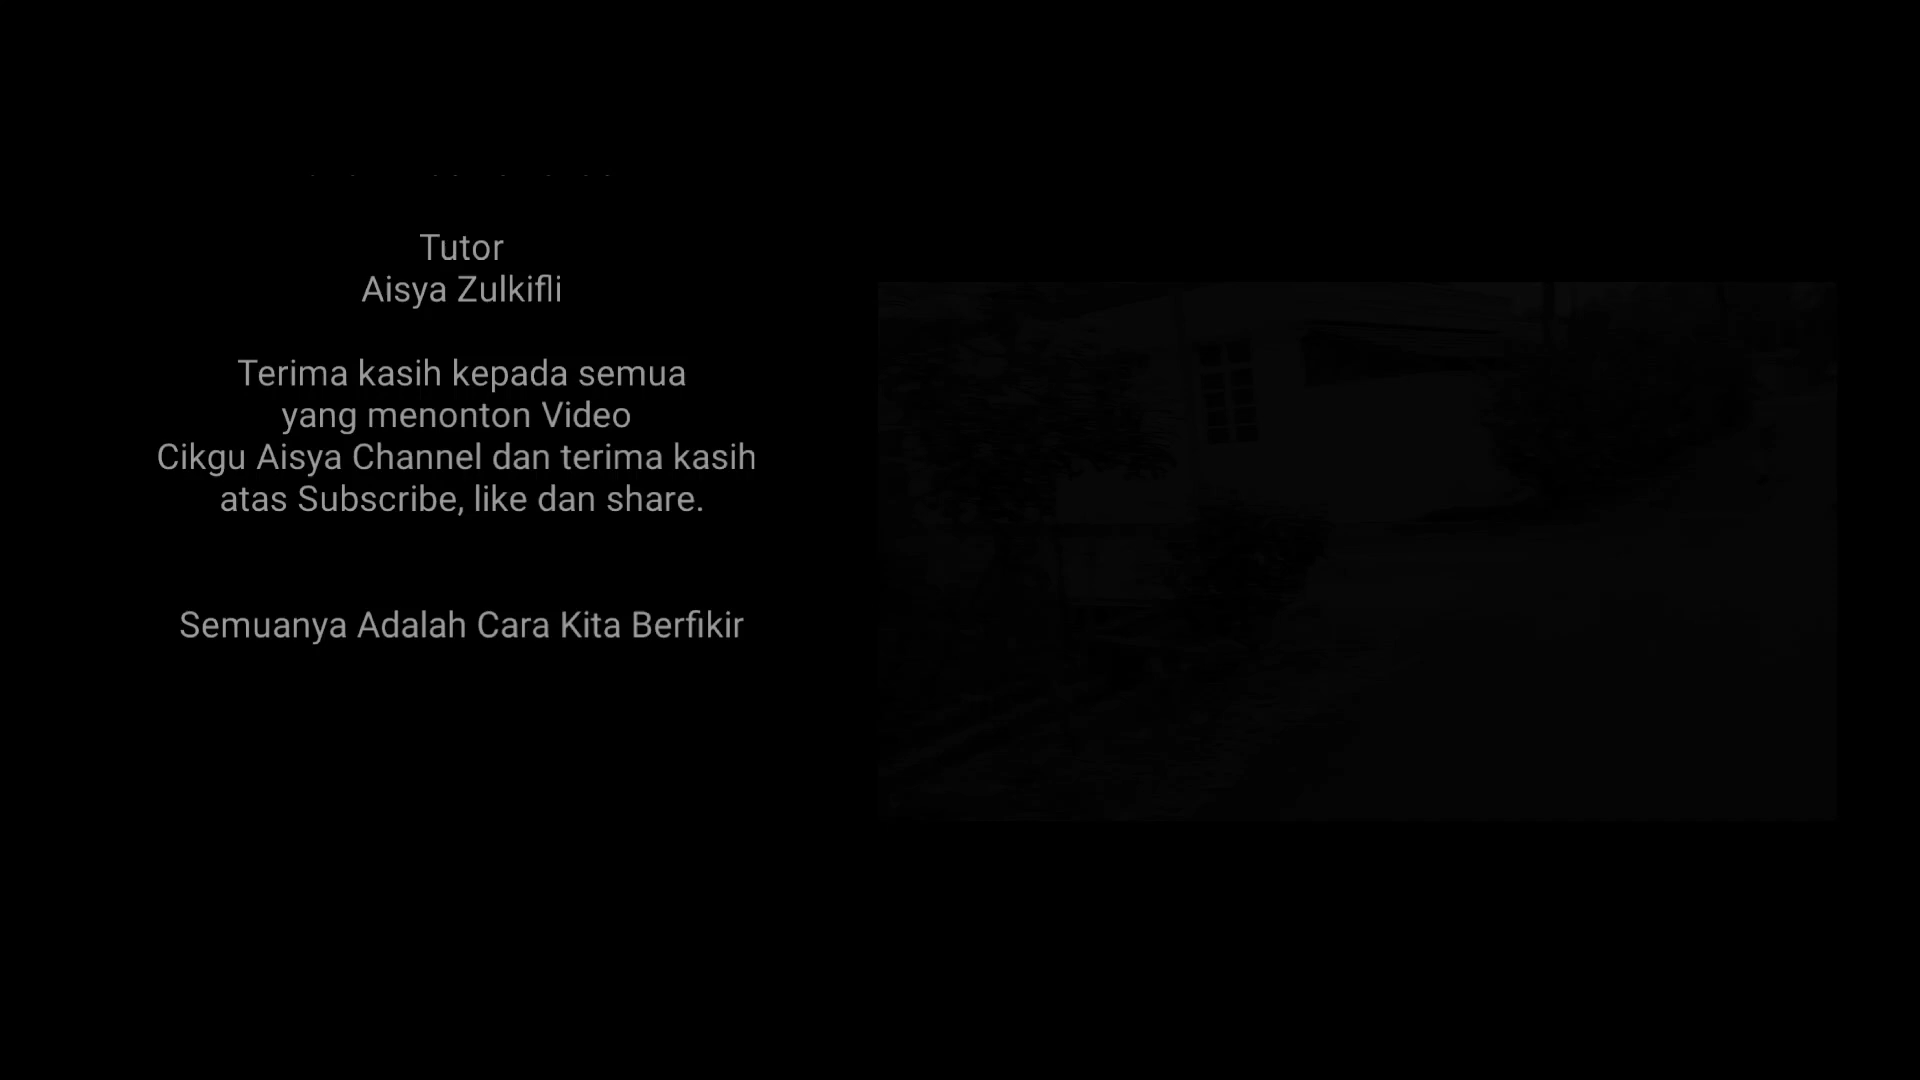 Tutor
Aisya Zulkifli
Terima kasih kepada semua
yang menonton Video
Cikgu Aisya Channel dan terima kasih
atas Subscribe, like dan share.
Semuanya Adalah Cara Kita Berfikir